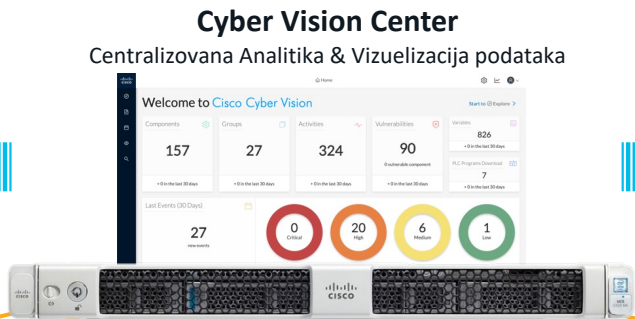 Cyber Vision Center
Centralizovana Analitika & Vizuelizacija podataka
CISCO
Home
Welcome to Cisco Cyber Vision
Start to Explore >
Components
Groups
Activities
Vulnerabilities
Variables
157
27
324
90
826
0 vulnerable component
+ 0 in the last 30 days
PLC Programs Download
7
+ 0 in the last 30 days
+ 0 in the last 30 days
+ 0 in the last 30 days
+ 0 in the last 30 days
+ 0 in the last 30 days
Last Events (30 Days)
27
new events
0
Critical
20
High
6
Medium
1
Low
CISCO
CISCO